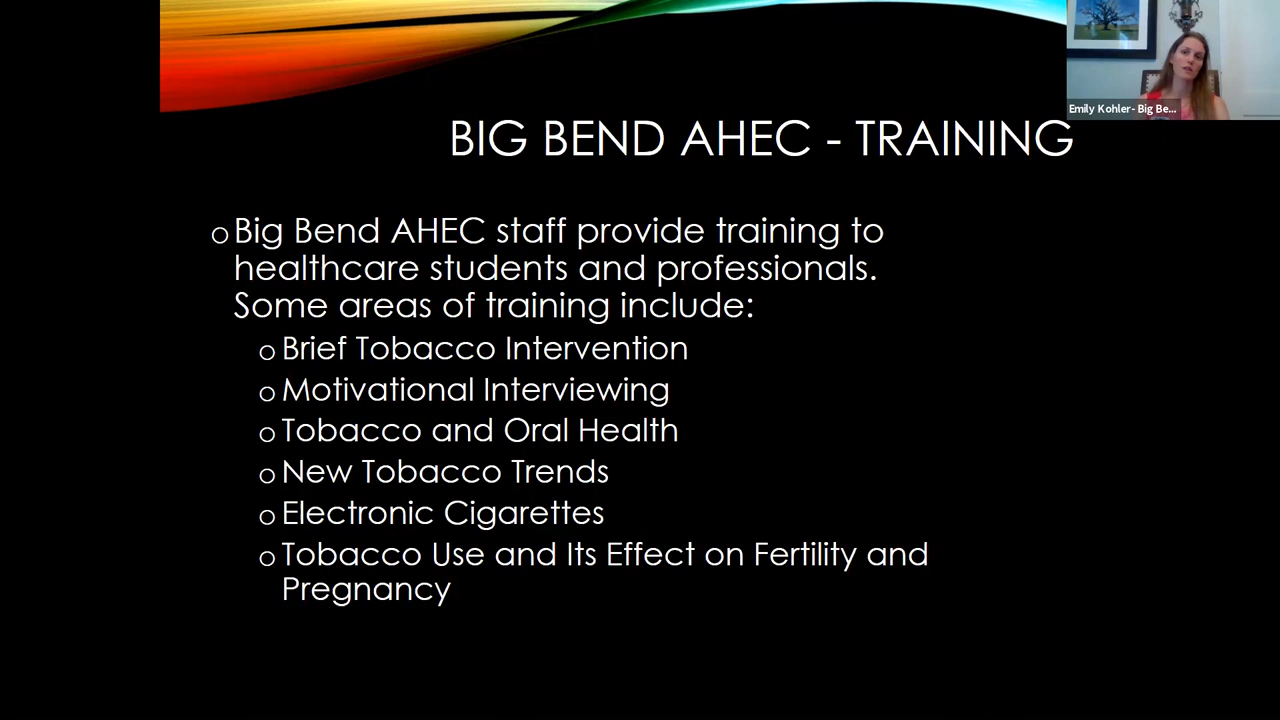 Emily Kohler- Big Be...
BIG BEND AHEC - TRAINING
Big Bend AHEC staff provide training to
healthcare students and professionals.
Some areas of training include:
Brief Tobacco Intervention
Motivational Interviewing
Tobacco and Oral Health
New Tobacco Trends
Electronic Cigarettes
Tobacco Use and Its Effect on Fertility and
Pregnancy